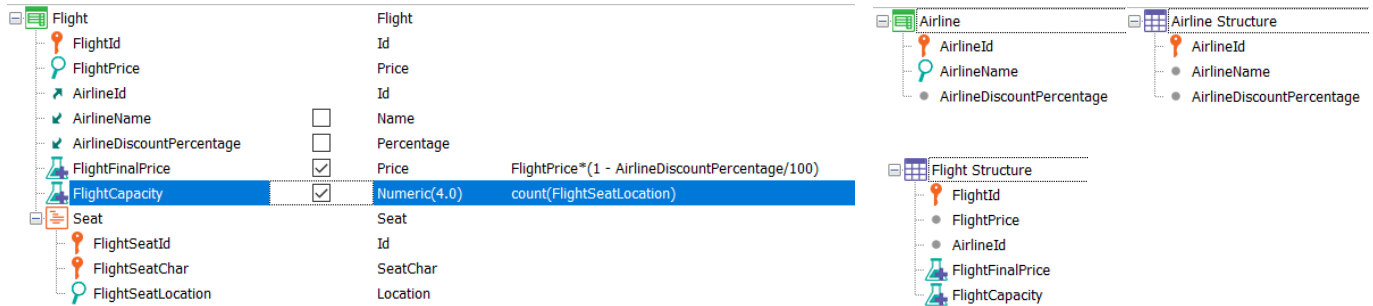 Flight Flight
FlightId Id
FlightPrice Price
AirlineId Id
AirlineName Name
AirlineDiscountPercentage Percentage
FlightFinalPrice Price FlightPrice*(1 - AirlineDiscountPercentage/100)
FlightCapacity Numeric(4.0) count(FlightSeatLocation)
Seat Seat
FlightSeatId Id
FlightSeatChar SeatChar
FlightSeatLocation Location
Airline
AirlineId
AirlineName
AirlineDiscountPercentage
Airline Structure
AirlineId
AirlineName
AirlineDiscountPercentage
Flight Structure
FlightId
FlightPrice
AirlineId
FlightFinalPrice
FlightCapacity